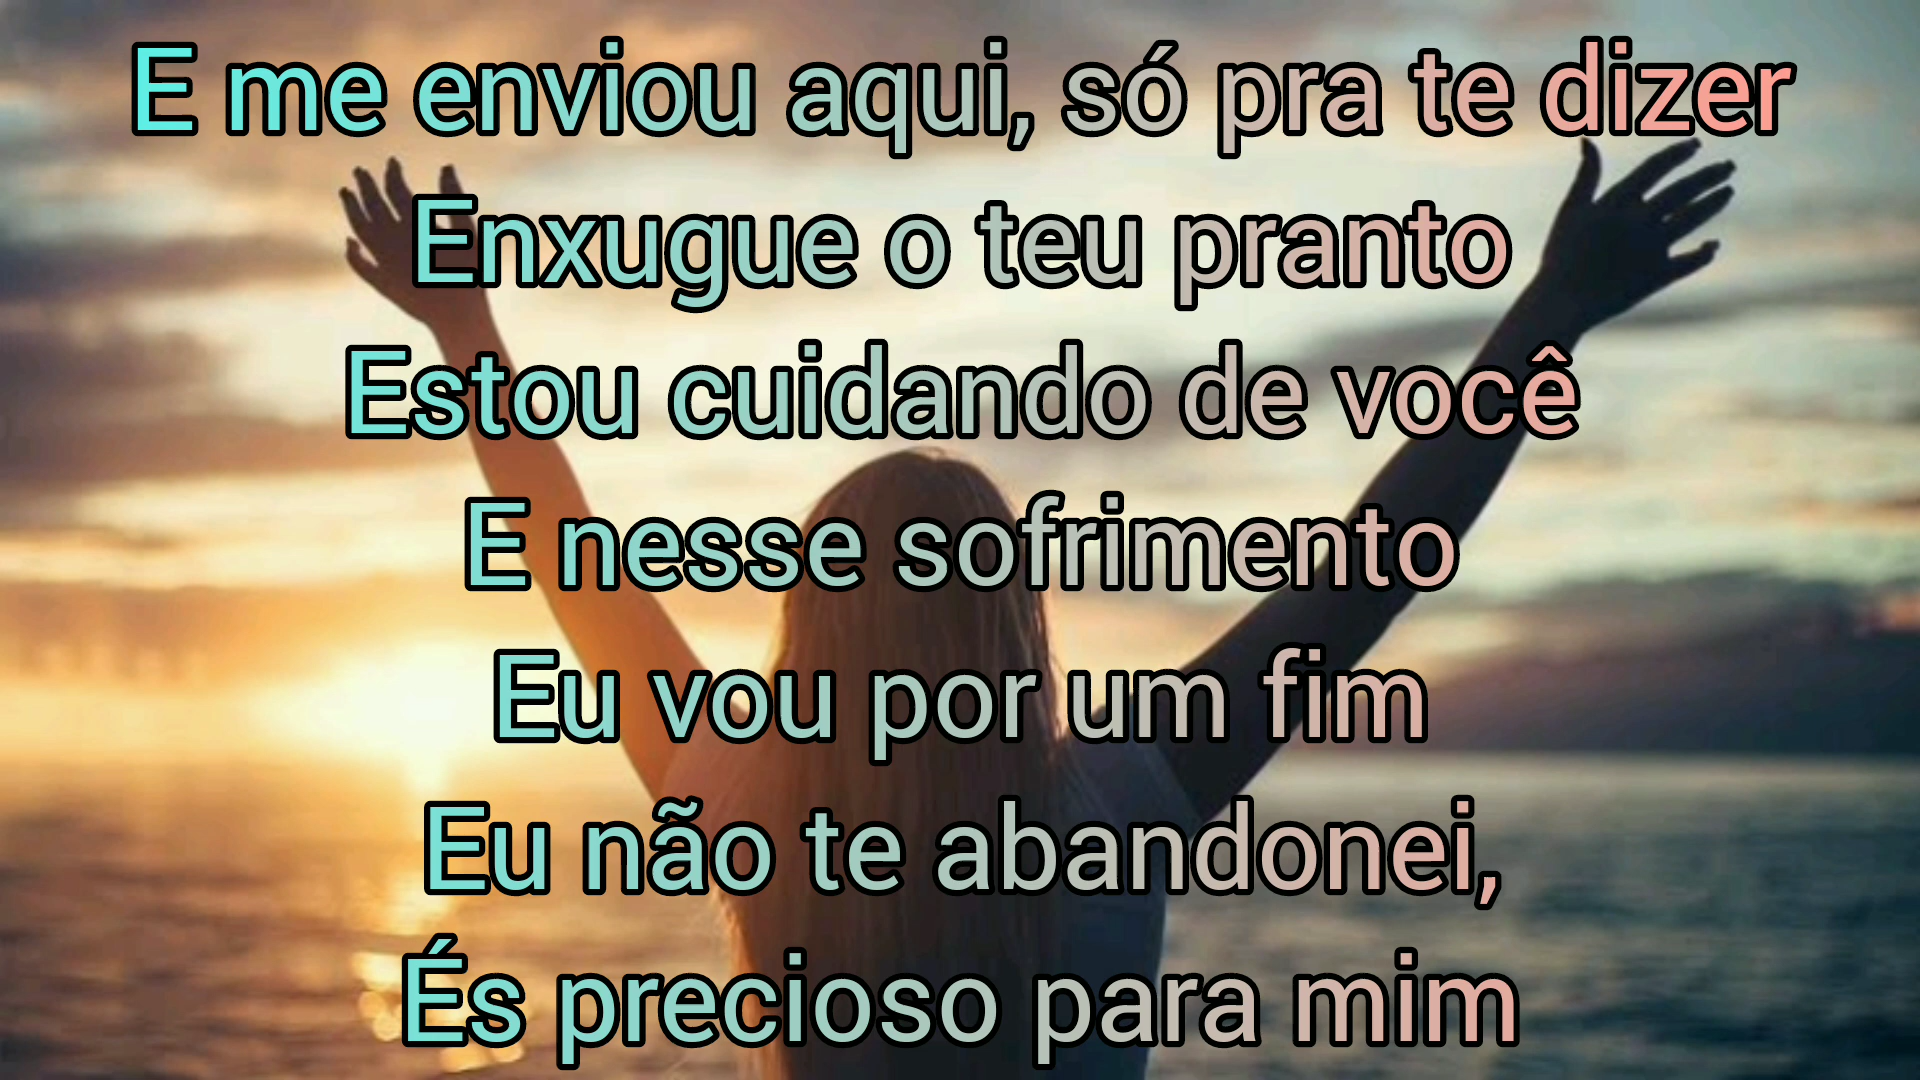 E me enviou aqui, só pra te dizer
Enxugue o teu pranto
Estou cuidando de você
E nesse sofrimento
Eu vou por um fim
Eu não te abandonei,
És precioso para mim